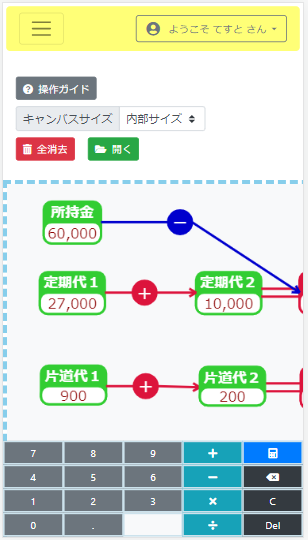 ようこそ てすと さん
操作ガイド
キャンバスサイズ 内部サイズ
全消去 開く
所持金
60,000
−
定期代１ 定期代２
27,000 + 10,000
片道代１ 片道代２
900 + 200
7 8 9 +
4 5 6 −
1 2 3 × C
0 . ÷ Del